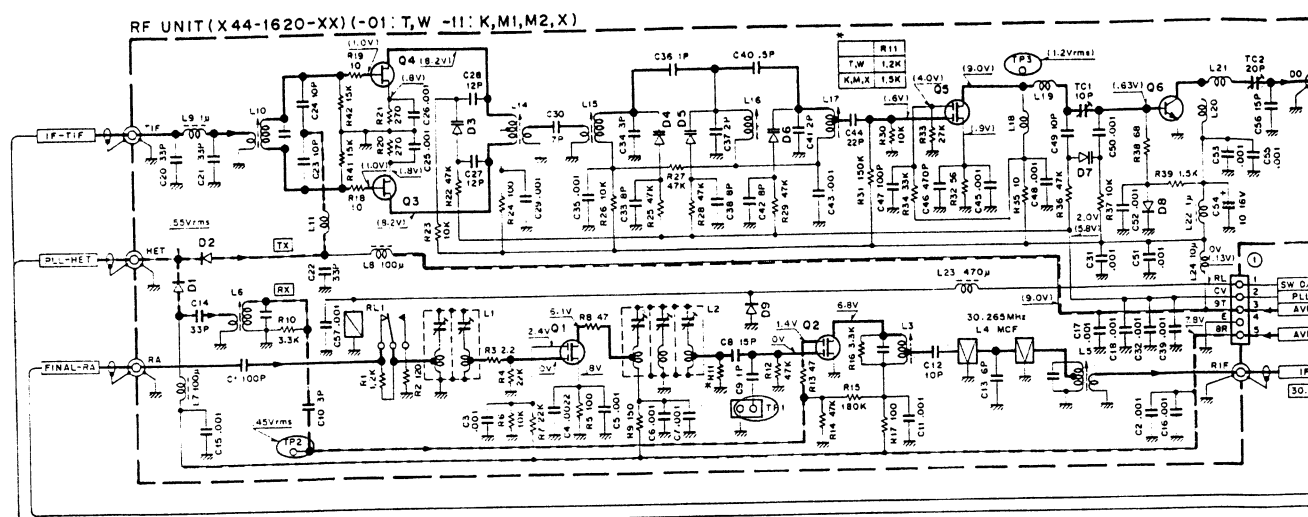 RF UNIT (X44-1620-XX) (-01: T,W -11: K,M1,M2,X)
*
R11
T,W 1.2K
K,M,X 1.5K
(1.0V)
R19
10
Q4
(8.2V)
C28
12P
C36 1P
C40 .5P
(9.0V)
TP3
(1.2Vrms)
L21
TC2
20P
DO
L10
C24 10P
R42 15K
(.8V)
R21
270
C26 .001
L14
L15
L16
L17
(4.0V)
Q5
(.6V)
L19
TC1
10P
(.63V)
Q6
L20
C56 15P
IF-TIF
TIF
L9 1μ
C20 33P
C21 33P
C23 10P
R41 15K
R20
270
C25 .001
D3
C30
C34 3P
D4
D5
C37 2P
D6
C41 2P
C44
22P
R30
10K
R33
27K
(.9V)
L18
C49 10P
C50 .001
R38 68
C53
.001
C55
.001
D7
(1.0V)
(.8V)
R18
10
Q3
(8.2V)
C27
12P
R22 47K
R24 100
C29 .001
C35 .001
R26 10K
C33 8P
R25 47K
R27
47K
R28 47K
C38 8P
C42 8P
R29 47K
C43 .001
R31 150K
C47 100P
R34 33K
C46 470P
R32 56
C45 .001
R35 10
C48 .001
R36 47K
R37 10K
C52 .001
D8
R39 1.5K
L22 1μ
C54
10 16V
R23
10K
L11
55Vrms
2.0V
(5.8V)
PLL-HET
HET
D2
TX
C22
33P
L8 100μ
C31
.001
C51
.001
L24 10μ
0V
(.13V)
1
D1
C14
33P
L6
RX
R10
3.3K
C57 .001
RL1
L1
5.1V
2.4V
Q1
R8 47
L2
D9
L23 470μ
6.8V
1.4V
Q2
0V
(9.0V)
30.265MHz
L4 MCF
L3
RL
CV
9T
E
8R
1
2
3
4
5
7.8V
SW
PLL
C17
.001
C18 .001
C32 .001
C39 .001
L5
FINAL-RA
RA
C1 100P
R1
1.2K
R2 120
R3 2.2
R4
27K
0V
.8V
C8 15P
*R11
C9 1P
TP1
R12
47K
R13 47
R16 3.3K
R15
180K
C12
10P
C13 6P
RIF
IF
30.
L7 100μ
C15 .001
C10 3P
.45Vrms
TP2
C3
.001
R6
10K
R7 22K
C4 .0022
R5 100
C5 .001
R9 150
C6 .001
C7 .001
R14 47K
R17 100
C11 .001
C2 .001
C16 .001